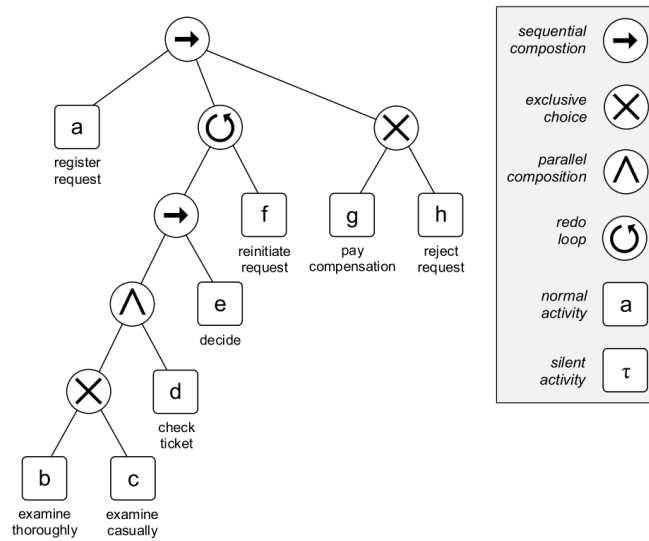 a
register
request
f
reinitiate
request
g
pay
compensation
h
reject
request
e
decide
d
check
ticket
b
examine
thoroughly
c
examine
casually
sequential
compostion
exclusive
choice
parallel
composition
redo
loop
normal
activity
a
silent
activity
τ